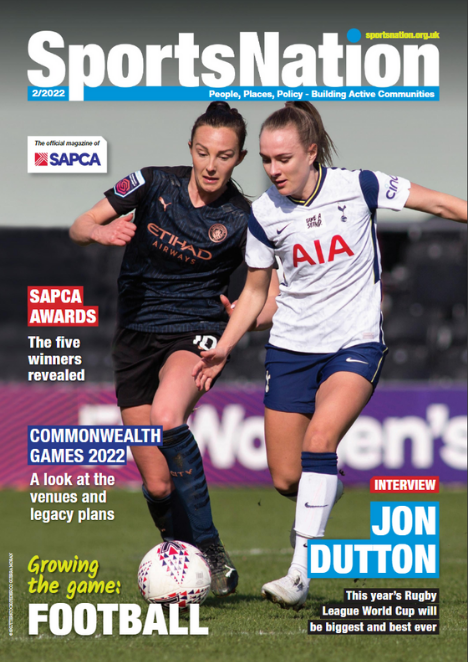 sportsnation.org.uk
SportsNation
2/2022
People, Places, Policy - Building Active Communities
The official magazine of
SAPCA
ETIHAD
AIRWAYS
AIA
cinch
SAPCA
AWARDS
The five
winners
revealed
COMMONWEALTH
GAMES 2022
A look at the
venues and
legacy plans
Women's
INTERVIEW
JON
DUTTON
This year's Rugby
League World Cup will
be biggest and best ever
Growing
the game:
FOOTBALL